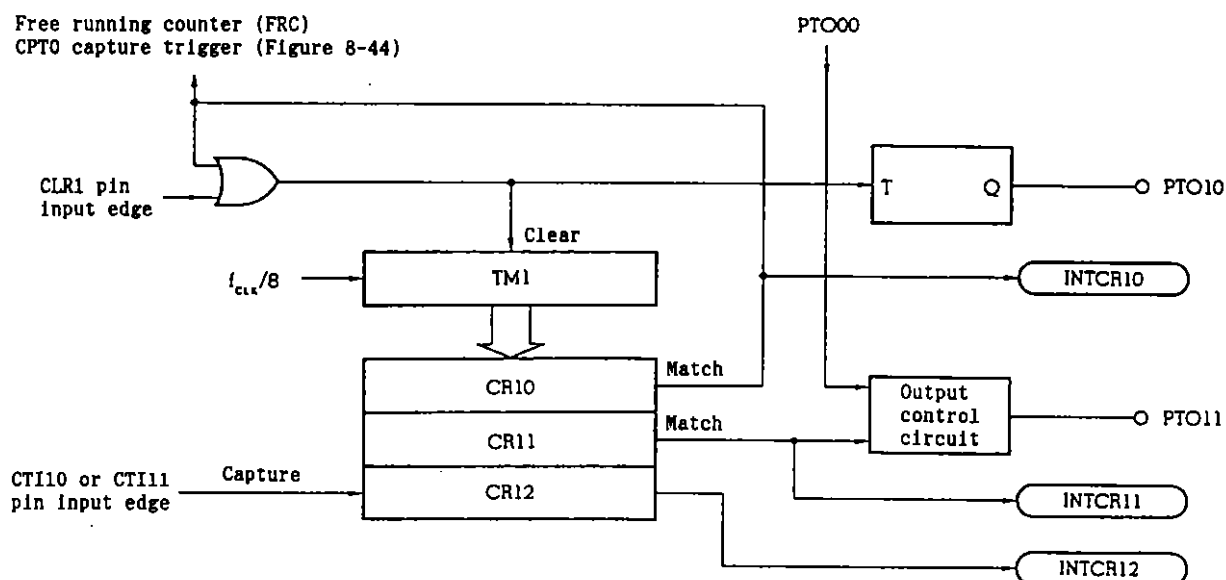 Free running counter (FRC)
CPT0 capture trigger (Figure 8-44)
PTO00
CLR1 pin
input edge
T
Q
PTO10
Clear
fCLK/8
TM1
INTCR10
CR10
Match
Output
control
circuit
PTO11
CR11
Match
CTI10 or CTI11
pin input edge
Capture
CR12
INTCR11
INTCR12